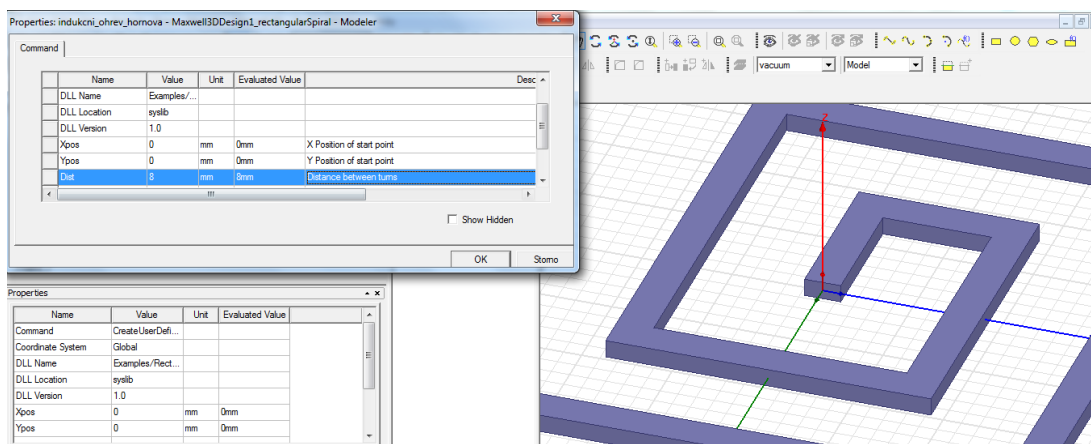 Properties: indukcni_ohrev_hornova - Maxwell3DDesign1_rectangularSpiral - Modeler
Command
Name Value Unit Evaluated Value Desc
DLL Name Examples/...
DLL Location syslib
DLL Version 1.0
Xpos 0 mm 0mm X Position of start point
Ypos 0 mm 0mm Y Position of start point
Dist 8 mm 8mm Distance between turns
Show Hidden
OK Storno
vacuum Model
Z
Properties
Name Value Unit Evaluated Value
Command CreateUserDefi...
Coordinate System Global
DLL Name Examples/Rect...
DLL Location syslib
DLL Version 1.0
Xpos 0 mm 0mm
Ypos 0 mm 0mm